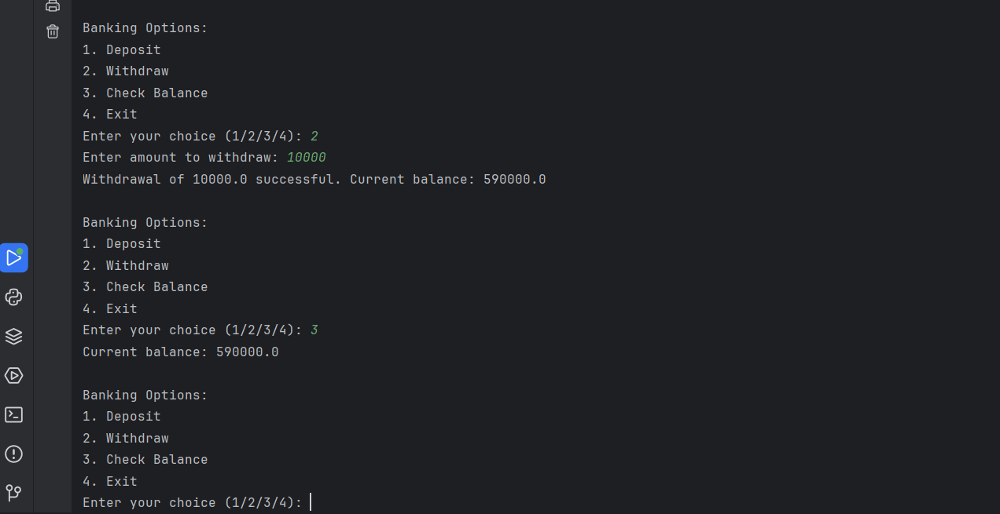 Banking Options:
1. Deposit
2. Withdraw
3. Check Balance
4. Exit
Enter your choice (1/2/3/4): 2
Enter amount to withdraw: 10000
Withdrawal of 10000.0 successful. Current balance: 590000.0
Banking Options:
1. Deposit
2. Withdraw
3. Check Balance
4. Exit
Enter your choice (1/2/3/4): 3
Current balance: 590000.0
Banking Options:
1. Deposit
2. Withdraw
3. Check Balance
4. Exit
Enter your choice (1/2/3/4):